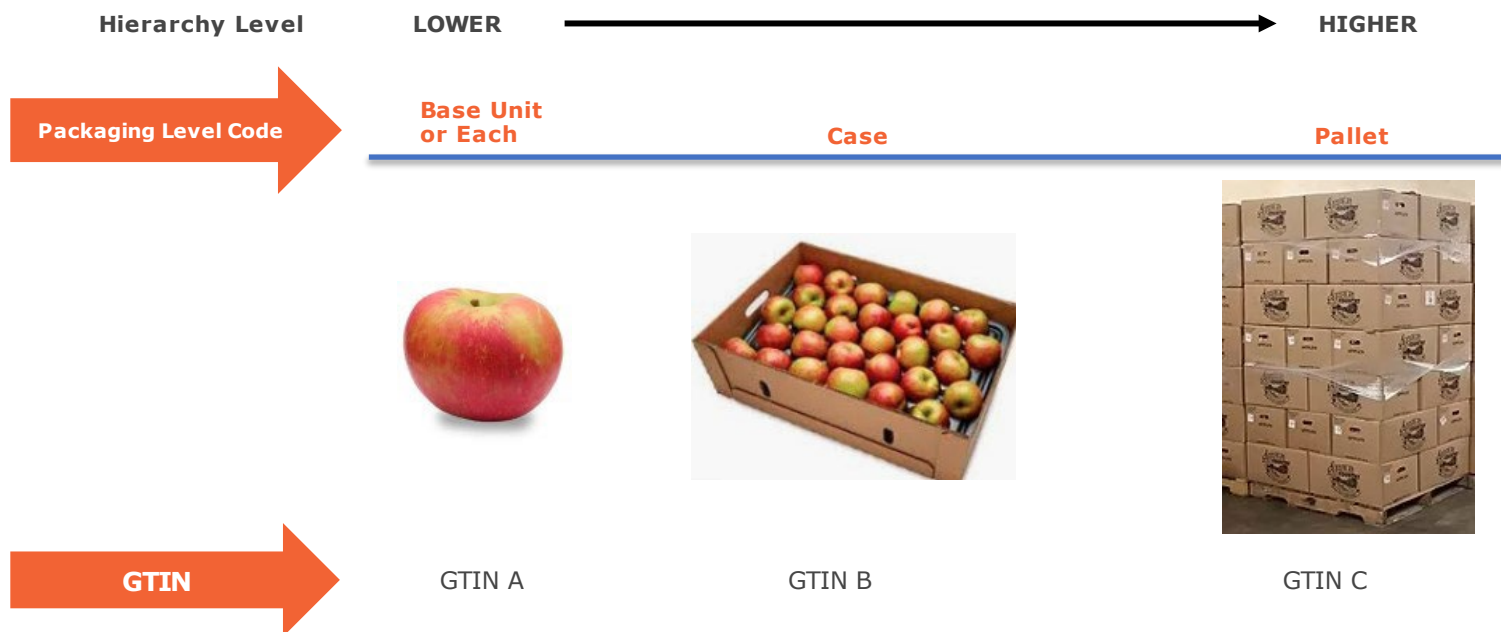 Hierarchy Level LOWER HIGHER
Packaging Level Code
Base Unit
or Each
Case
Pallet
GTIN
GTIN A
GTIN B
GTIN C